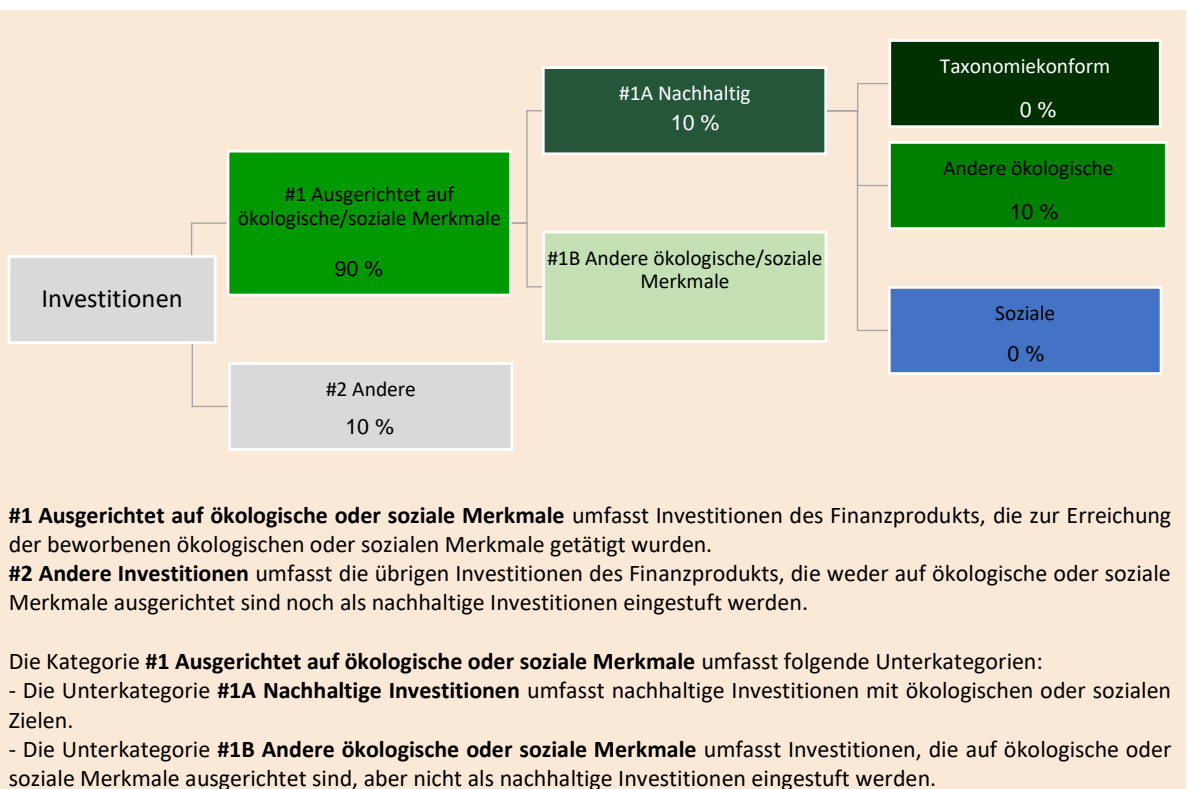 Investitionen
#1 Ausgerichtet auf
ökologische/soziale Merkmale
90 %
#2 Andere
10 %
#1A Nachhaltig
10 %
#1B Andere ökologische/soziale
Merkmale
Taxonomiekonform
0 %
Andere ökologische
10 %
Soziale
0 %
#1 Ausgerichtet auf ökologische oder soziale Merkmale umfasst Investitionen des Finanzprodukts, die zur Erreichung
der beworbenen ökologischen oder sozialen Merkmale getätigt wurden.
#2 Andere Investitionen umfasst die übrigen Investitionen des Finanzprodukts, die weder auf ökologische oder soziale
Merkmale ausgerichtet sind noch als nachhaltige Investitionen eingestuft werden.
Die Kategorie #1 Ausgerichtet auf ökologische oder soziale Merkmale umfasst folgende Unterkategorien:
- Die Unterkategorie #1A Nachhaltige Investitionen umfasst nachhaltige Investitionen mit ökologischen oder sozialen
Zielen.
- Die Unterkategorie #1B Andere ökologische oder soziale Merkmale umfasst Investitionen, die auf ökologische oder
soziale Merkmale ausgerichtet sind, aber nicht als nachhaltige Investitionen eingestuft werden.